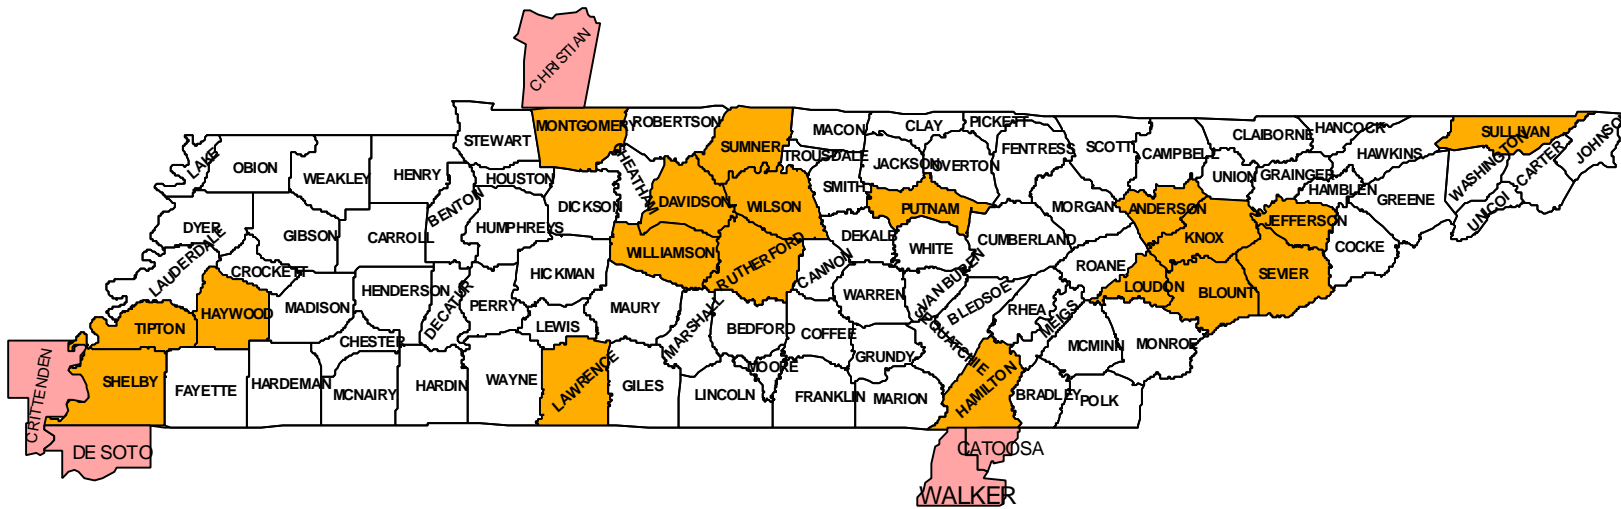 CHRISTIAN
STEWART
MONTGOMERY
ROBERTSON
SUMNER
MACON
CLAY
PICKETT
CLAIBORNE
HANCOCK
SULLIVAN
JOHNSO
LAKE
OBION
WEAKLEY
HENRY
HOUSTON
CHEATHAM
TROUSDALE
JACKSON
OVERTON
FENTRESS
SCOTT
CAMPBELL
UNION
GRAINGER
HAWKINS
HAMBLEN
WASHINGTON
CARTER
UNICOI
GREENE
DYER
GIBSON
CARROLL
BENTON
HUMPHREYS
DICKSON
DAVIDSON
WILSON
SMITH
PUTNAM
MORGAN
ANDERSON
KNOX
JEFFERSON
COCKE
LAUDERDALE
CROCKETT
HENDERSON
DECATUR
PERRY
HICKMAN
WILLIAMSON
RUTHERFORD
CANNON
DEKALB
WHITE
CUMBERLAND
ROANE
LOUDON
BLOUNT
SEVIER
TIPTON
HAYWOOD
MADISON
CHESTER
LEWIS
MAURY
MARSHALL
BEDFORD
COFFEE
WARREN
VAN BUREN
BLEDSOE
SEQUATCHIE
RHEA
MEIGS
MCMINN
MONROE
CRITTENDEN
SHELBY
FAYETTE
HARDEMAN
MCNAIRY
HARDIN
WAYNE
LAWRENCE
GILES
LINCOLN
MOORE
FRANKLIN
GRUNDY
MARION
HAMILTON
BRADLEY
POLK
DE SOTO
CATOOSA
WALKER